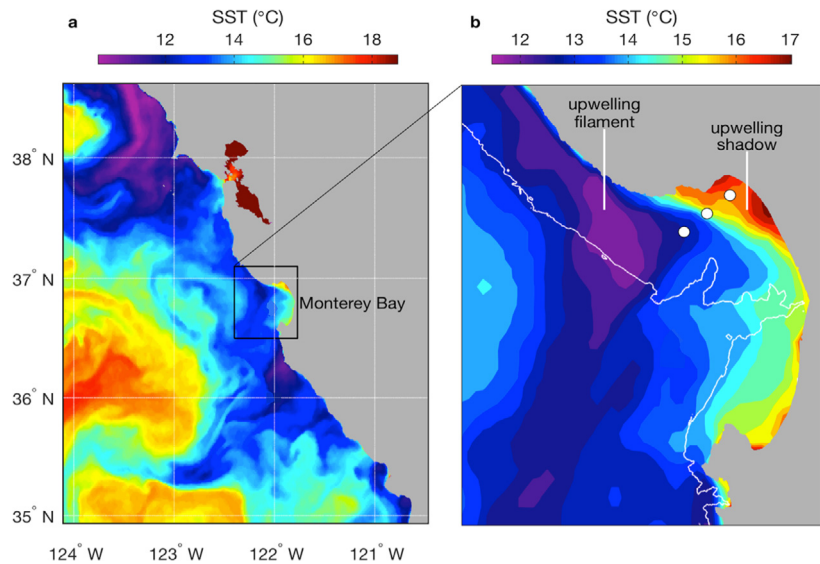 a
SST (°C)
12 14 16 18
38° N
37° N
36° N
35° N
124° W 123° W 122° W 121° W
Monterey Bay
b
SST (°C)
12 13 14 15 16 17
upwelling
filament
upwelling
shadow